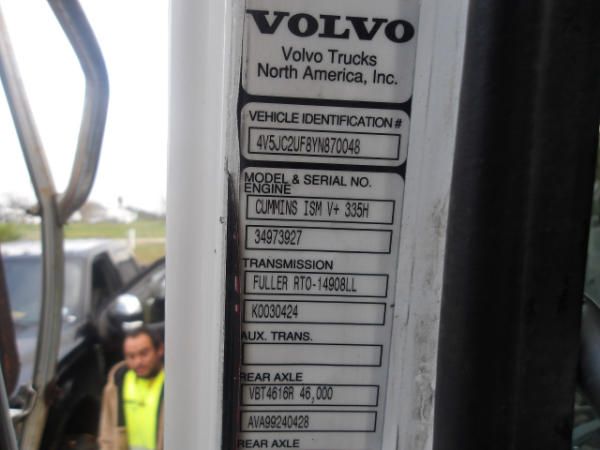 VOLVO
Volvo Trucks
North America, Inc.
VEHICLE IDENTIFICATION #
4V5JC2UF8YN870048
MODEL & SERIAL NO.
ENGINE
CUMMINS ISM V+ 335H
34973927
TRANSMISSION
FULLER RTO-14908LL
K0030424
AUX. TRANS.
REAR AXLE
VBT4616R 46,000
AVA99240428
REAR AXLE